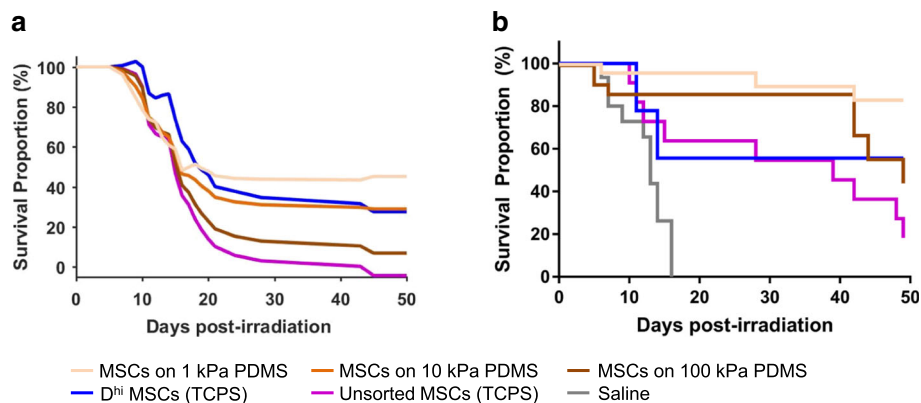 a
b
Survival Proportion (%)
100
80
60
40
20
0
0 10 20 30 40 50
Days post-irradiation
Survival Proportion (%)
100
80
60
40
20
0
0 10 20 30 40 50
Days post-irradiation
MSCs on 1 kPa PDMS MSCs on 10 kPa PDMS MSCs on 100 kPa PDMS
Dhi MSCs (TCPS) Unsorted MSCs (TCPS) Saline